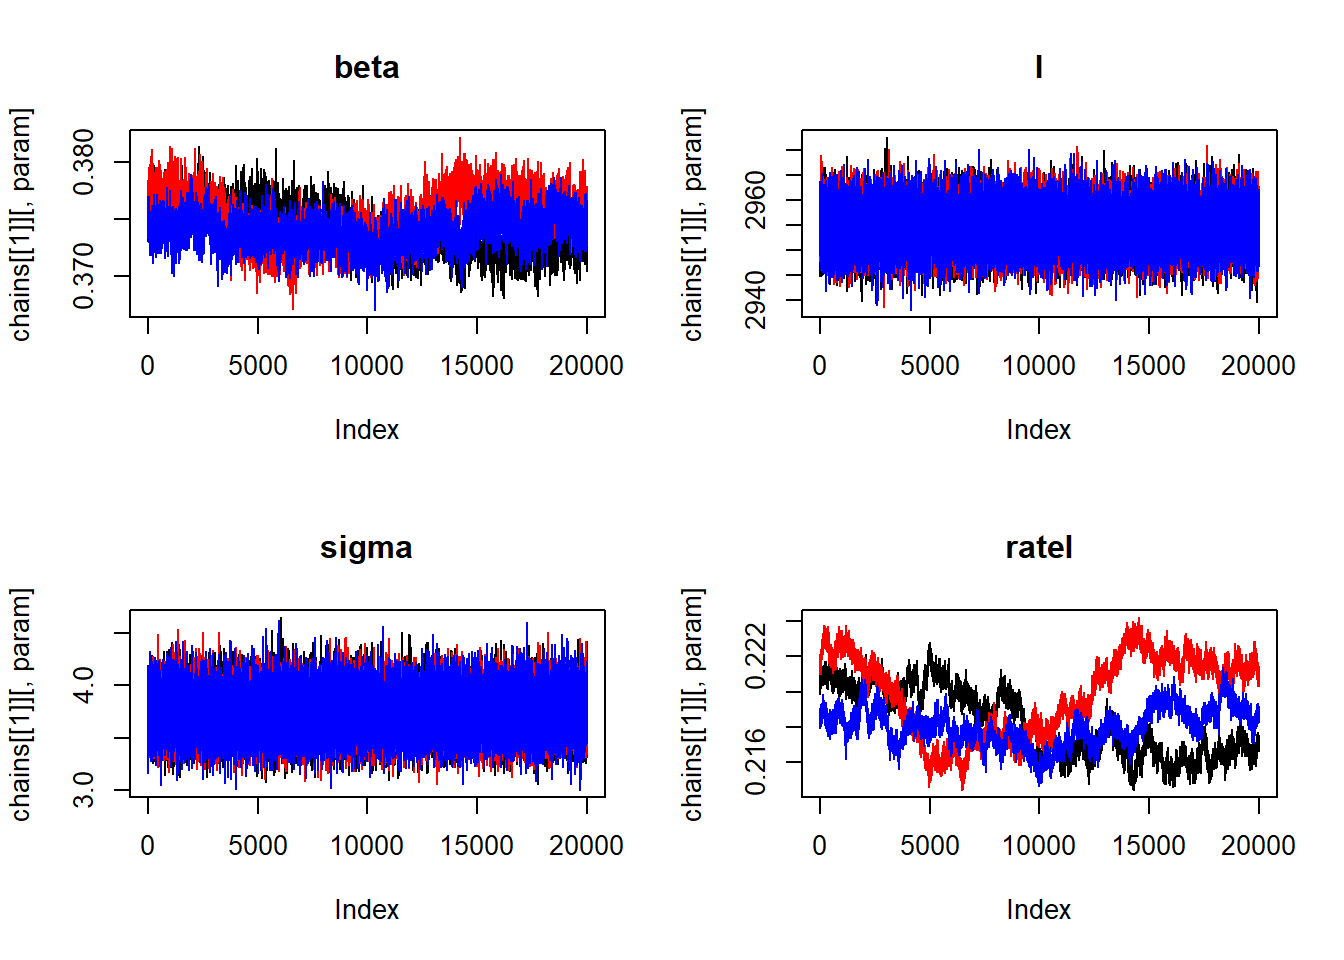 beta
chains[[1]][, param]
0.380
0.370
0 5000 10000 15000 20000
Index
l
chains[[1]][, param]
2960
2940
0 5000 10000 15000 20000
Index
sigma
chains[[1]][, param]
4.0
3.0
0 5000 10000 15000 20000
Index
ratel
chains[[1]][, param]
0.222
0.216
0 5000 10000 15000 20000
Index